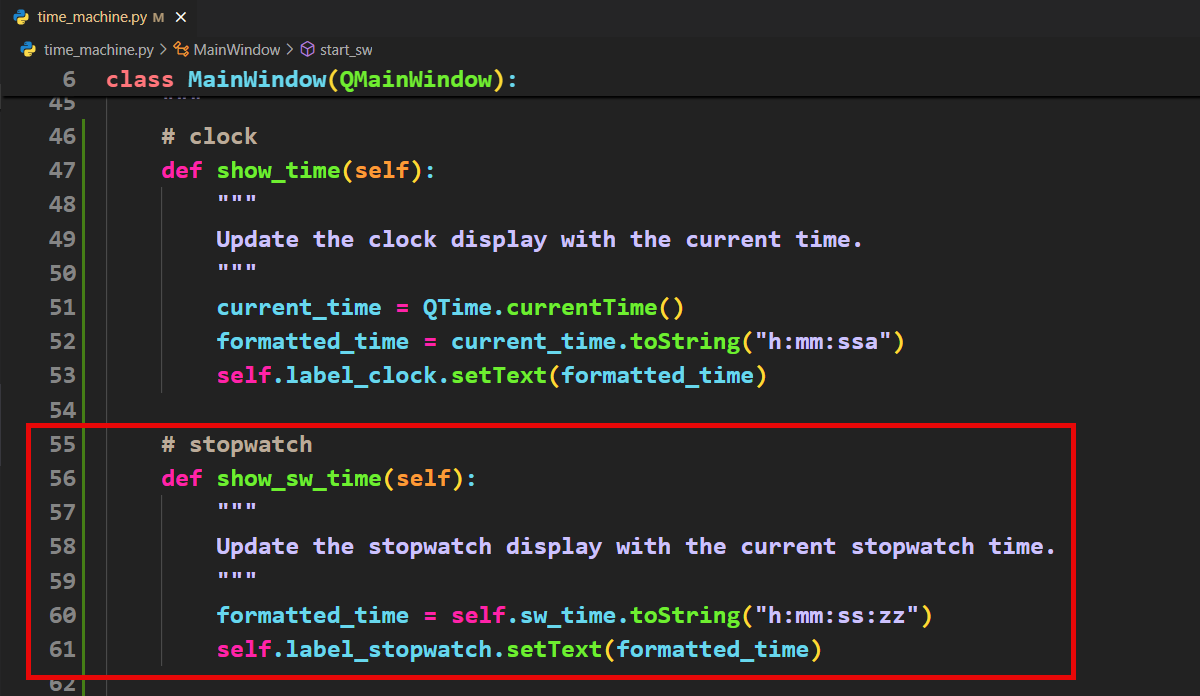 time_machine.py M
time_machine.py > MainWindow > start_sw
6 class MainWindow(QMainWindow):
45 """
46 # clock
47 def show_time(self):
48 """
49 Update the clock display with the current time.
50 """
51 current_time = QTime.currentTime()
52 formatted_time = current_time.toString("h:mm:ssa")
53 self.label_clock.setText(formatted_time)
54
55 # stopwatch
56 def show_sw_time(self):
57 """
58 Update the stopwatch display with the current stopwatch time.
59 """
60 formatted_time = self.sw_time.toString("h:mm:ss:zz")
61 self.label_stopwatch.setText(formatted_time)
62